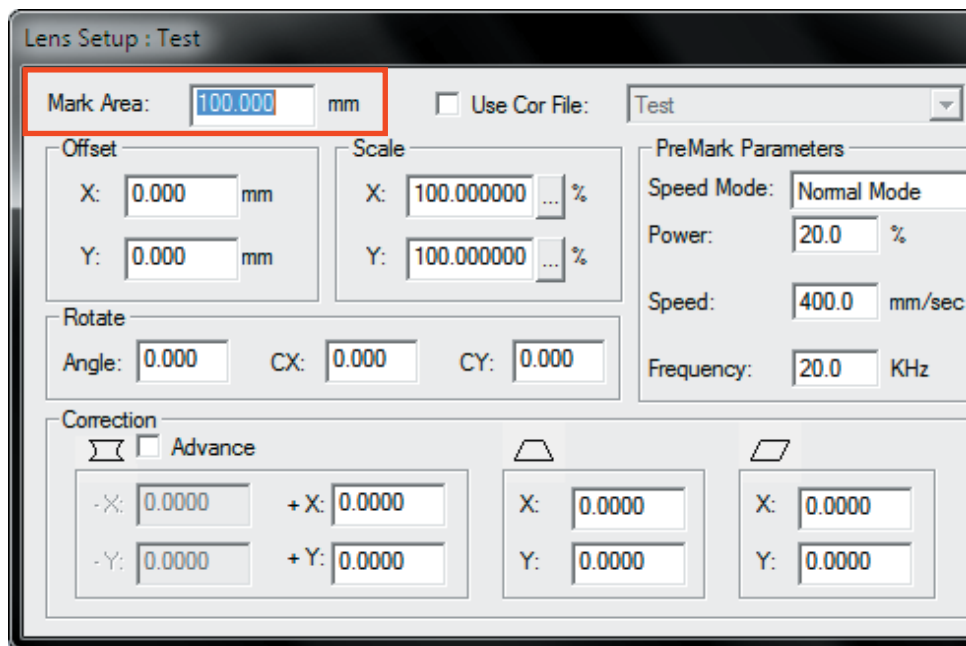 Lens Setup : Test
Mark Area: 100.000 mm Use Cor File: Test
Offset Scale PreMark Parameters
X: 0.000 mm X: 100.000000 ... % Speed Mode: Normal Mode
Power: 20.0 %
Y: 0.000 mm Y: 100.000000 ... %
Speed: 400.0 mm/sec
Rotate
Angle: 0.000 CX: 0.000 CY: 0.000 Frequency: 20.0 KHz
Correction
Advance
-X: 0.0000 +X: 0.0000 X: 0.0000 X: 0.0000
-Y: 0.0000 +Y: 0.0000 Y: 0.0000 Y: 0.0000